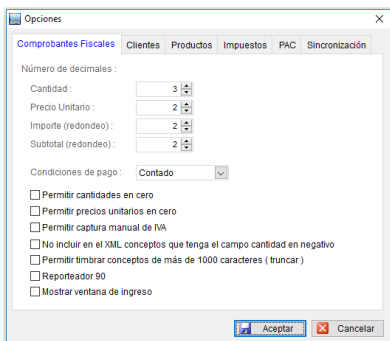 Opciones
Comprobantes Fiscales Clientes Productos Impuestos PAC Sincronización
Número de decimales :
Cantidad : 3
Precio Unitario : 2
Importe (redondeo) : 2
Subtotal (redondeo) : 2
Condiciones de pago : Contado
Permitir cantidades en cero
Permitir precios unitarios en cero
Permitir captura manual de IVA
No incluir en el XML conceptos que tenga el campo cantidad en negativo
Permitir timbrar conceptos de más de 1000 caracteres ( truncar )
Reporteador 90
Mostrar ventana de ingreso
Aceptar Cancelar